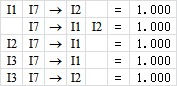 I1 I7 → I2 = 1.000
I7 → I1 I2 = 1.000
I2 I7 → I1 = 1.000
I3 I7 → I1 = 1.000
I3 I7 → I2 = 1.000